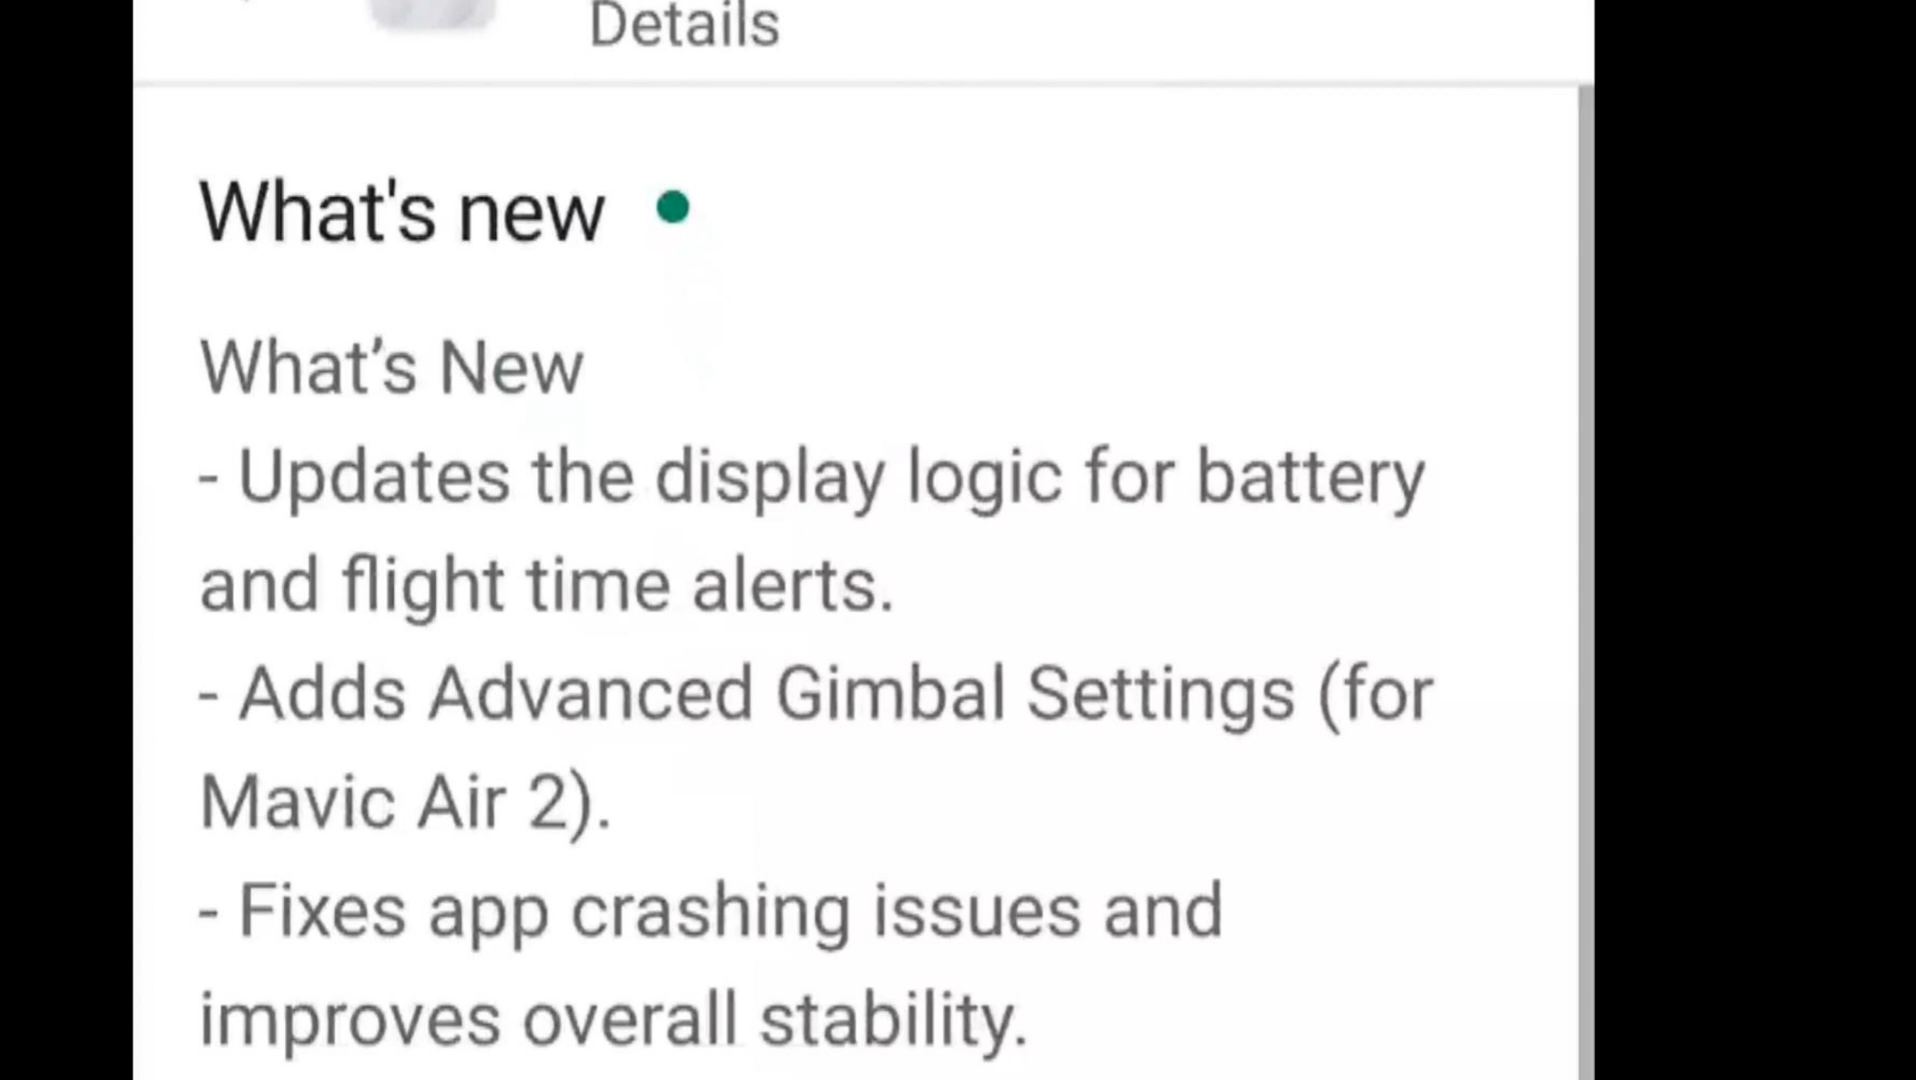 Details
What's new
What’s New
- Updates the display logic for battery
and flight time alerts.
- Adds Advanced Gimbal Settings (for
Mavic Air 2).
- Fixes app crashing issues and
improves overall stability.